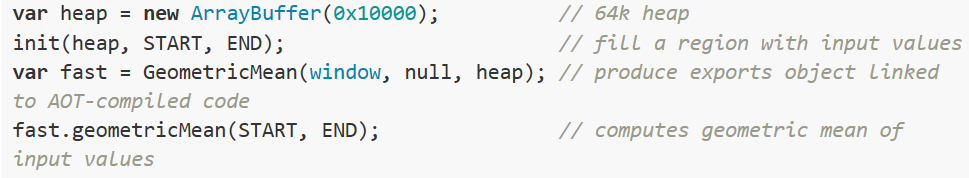 var heap = new ArrayBuffer(0x10000);          // 64k heap
init(heap, START, END);                       // fill a region with input values
var fast = GeometricMean(window, null, heap); // produce exports object linked
to AOT-compiled code
fast.geometricMean(START, END);               // computes geometric mean of
input values